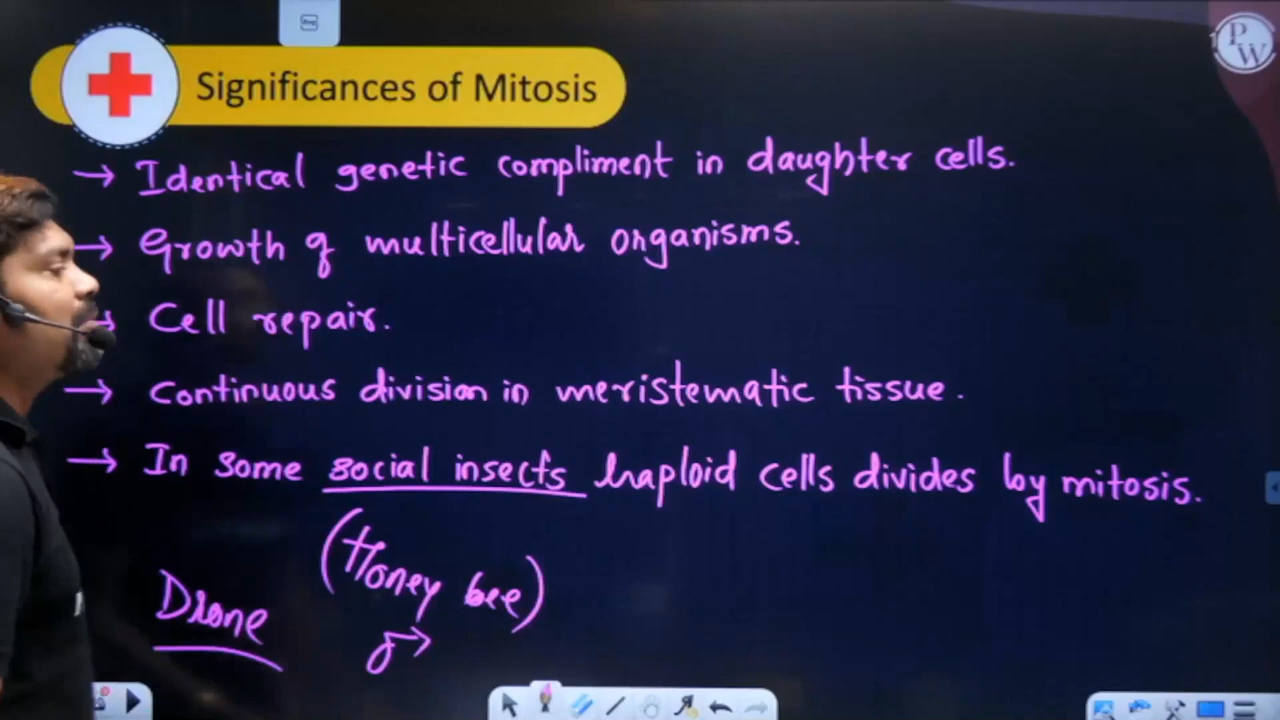 Significances of Mitosis
PW
→ Identical genetic compliment in daughter cells.
→ Growth of multicellular organisms.
→ Cell repair.
→ Continuous division in meristematic tissue.
→ In some social insects haploid cells divides by mitosis.
(Honey bee)
Drone ♂